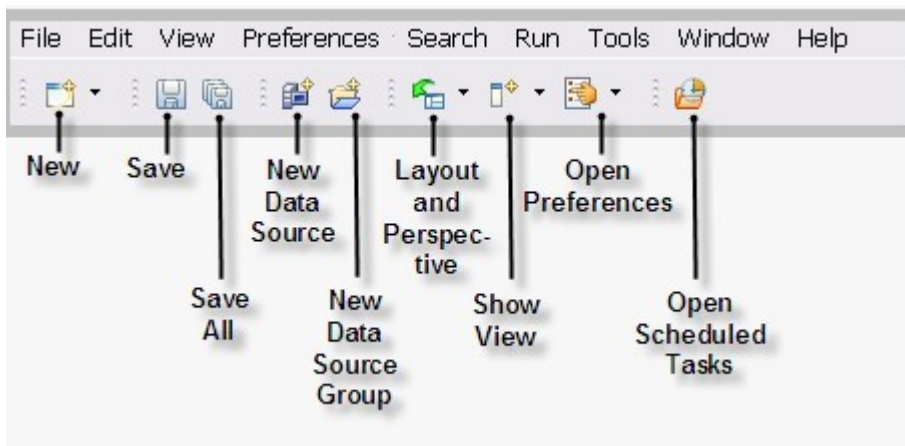 File Edit View Preferences Search Run Tools Window Help
New
Save
New
Data
Source
Layout
and
Perspec-
tive
Open
Preferences
Save
All
New
Data
Source
Group
Show
View
Open
Scheduled
Tasks